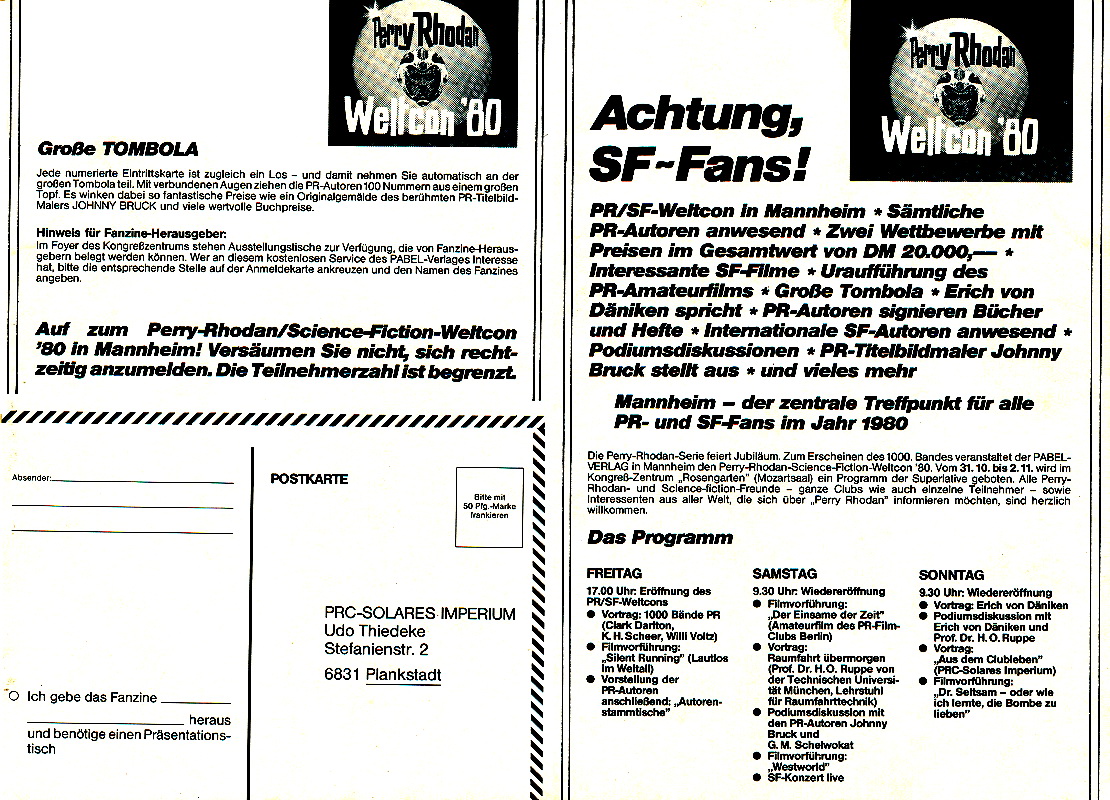 Perry Rhodan
Weltcon '80
Große TOMBOLA
Jede numerierte Eintrittskarte ist zugleich ein Los – und damit nehmen Sie automatisch an der
großen Tombola teil. Mit verbundenen Augen ziehen die PR-Autoren 100 Nummern aus einem großen
Topf. Es winken dabei so fantastische Preise wie ein Originalgemälde des berühmten PR-Titelbild-
Malers JOHNNY BRUCK und viele wertvolle Buchpreise.
Hinweis für Fanzine-Herausgeber:
Im Foyer des Kongreßzentrums stehen Ausstellungstische zur Verfügung, die von Fanzine-Heraus-
gebern belegt werden können. Wer an diesem kostenlosen Service des PABEL-Verlages Interesse
hat, bitte die entsprechende Stelle auf der Anmeldekarte ankreuzen und den Namen des Fanzines
angeben.
Auf zum Perry-Rhodan/Science-Fiction-Weltcon
'80 in Mannheim! Versäumen Sie nicht, sich recht-
zeitig anzumelden. Die Teilnehmerzahl ist begrenzt.
Absender:
POSTKARTE
Bitte mit
50 Pfg.-Marke
frankieren
PRC-SOLARES IMPERIUM
Udo Thiedeke
Stefanienstr. 2
6831 Plankstadt
Ich gebe das Fanzine
heraus
und benötige einen Präsentations-
tisch
Perry Rhodan
Weltcon '80
Achtung,
SF-Fans!
PR/SF-Weltcon in Mannheim * Sämtliche
PR-Autoren anwesend * Zwei Wettbewerbe mit
Preisen im Gesamtwert von DM 20.000,— *
Interessante SF-Filme * Uraufführung des
PR-Amateurfilms * Große Tombola * Erich von
Däniken spricht * PR-Autoren signieren Bücher
und Hefte * Internationale SF-Autoren anwesend *
Podiumsdiskussionen * PR-Titelbildmaler Johnny
Bruck stellt aus * und vieles mehr
Mannheim – der zentrale Treffpunkt für alle
PR- und SF-Fans im Jahr 1980
Die Perry-Rhodan-Serie feiert Jubiläum. Zum Erscheinen des 1000. Bandes veranstaltet der PABEL-
VERLAG in Mannheim den Perry-Rhodan-Science-Fiction-Weltcon '80. Vom 31. 10. bis 2. 11. wird im
Kongreß-Zentrum „Rosengarten" (Mozartsaal) ein Programm der Superlative geboten. Alle Perry-
Rhodan- und Science-fiction-Freunde – ganze Clubs wie auch einzelne Teilnehmer – sowie
Interessenten aus aller Welt, die sich über „Perry Rhodan" informieren möchten, sind herzlich
willkommen.
Das Programm
FREITAG
17.00 Uhr: Eröffnung des
PR/SF-Weltcons
● Vortrag: 1000 Bände PR
(Clark Darlton,
K. H. Scheer, Willi Voltz)
● Filmvorführung:
„Silent Running" (Lautlos
im Weltall)
● Vorstellung der
PR-Autoren
anschließend: „Autoren-
stammtische"
SAMSTAG
9.30 Uhr: Wiedereröffnung
● Filmvorführung:
„Der Einsame der Zeit"
(Amateurfilm des PR-Film-
Clubs Berlin)
● Vortrag:
Raumfahrt übermorgen
(Prof. Dr. H. O. Ruppe von
der Technischen Universi-
tät München, Lehrstuhl
für Raumfahrttechnik)
● Podiumsdiskussion mit
den PR-Autoren Johnny
Bruck und
G. M. Schelwokat
● Filmvorführung:
„Westworld"
● SF-Konzert live
SONNTAG
9.30 Uhr: Wiedereröffnung
● Vortrag: Erich von Däniken
● Podiumsdiskussion mit
Erich von Däniken und
Prof. Dr. H. O. Ruppe
● Vortrag:
„Aus dem Clubleben"
(PRC-Solares Imperium)
● Filmvorführung:
„Dr. Seltsam – oder wie
ich lernte, die Bombe zu
lieben"